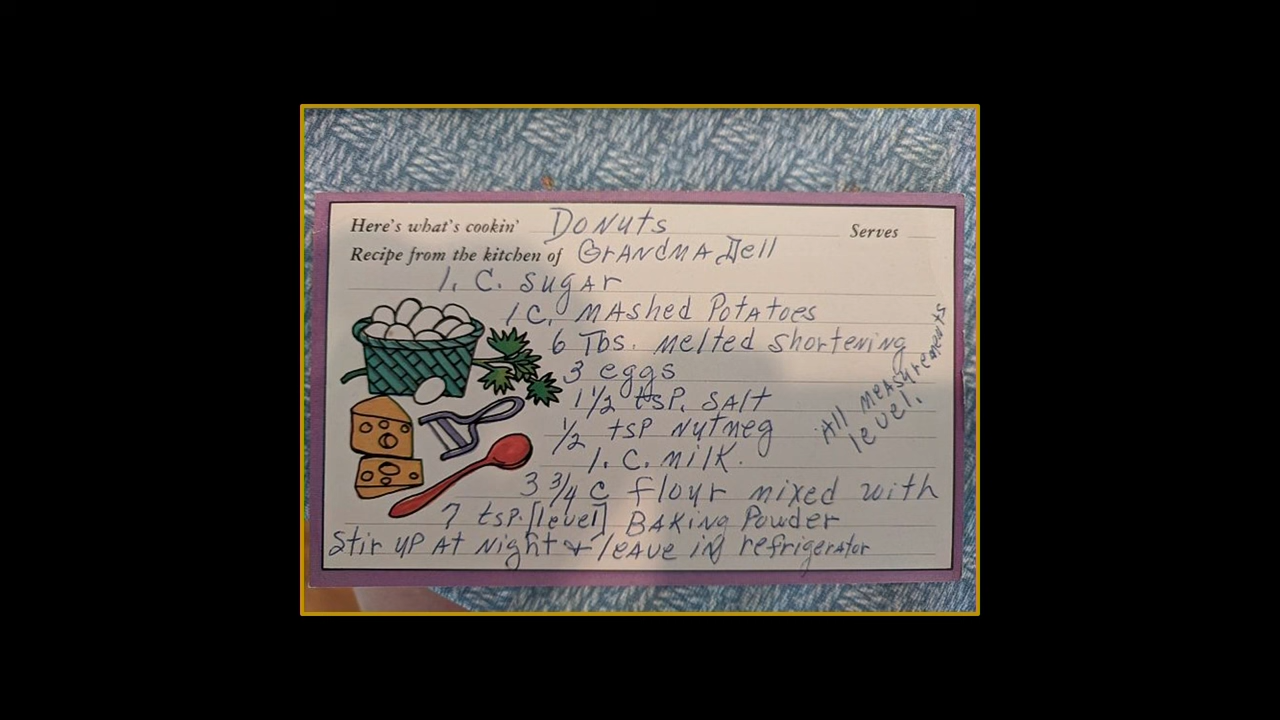 Here's what's cookin' Donuts Serves
Recipe from the kitchen of Grandma Dell
1. C. sugar
1 C. mashed Potatoes
6 Tbs. melted shortening
3 eggs
1 1/2 tsp. salt
1/2 tsp nutmeg
1. C. milk.
3 3/4 c flour mixed with
7 tsp. [level] Baking Powder
Stir up at night + leave in refrigerator
All measurements
level.